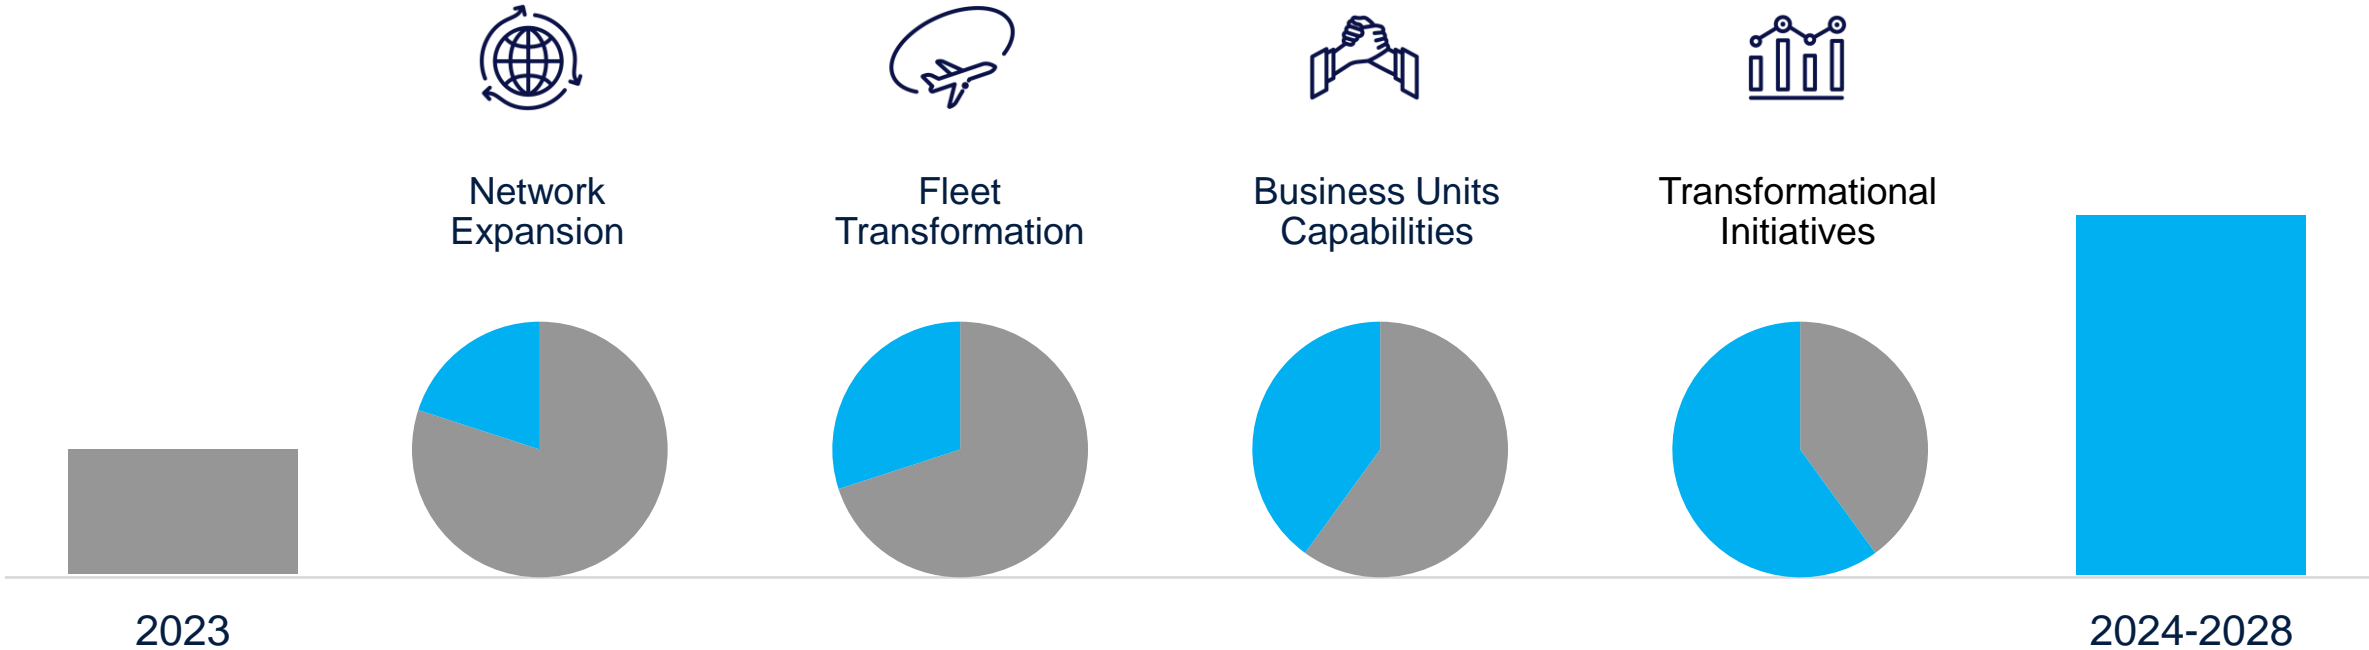 Network
Expansion
Fleet
Transformation
Business Units
Capabilities
Transformational
Initiatives
2023
2024-2028